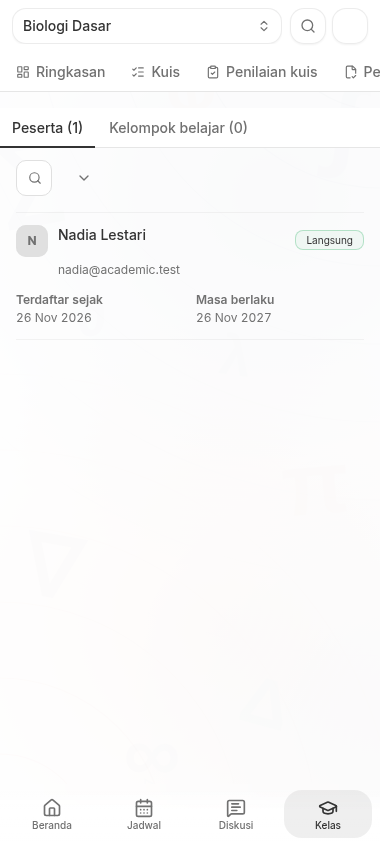 Biologi Dasar
Ringkasan
Kuis
Penilaian kuis
Pe
Peserta (1)
Kelompok belajar (0)
N
Nadia Lestari
Langsung
nadia@academic.test
Terdaftar sejak
Masa berlaku
26 Nov 2026
26 Nov 2027
Beranda
Jadwal
Diskusi
Kelas